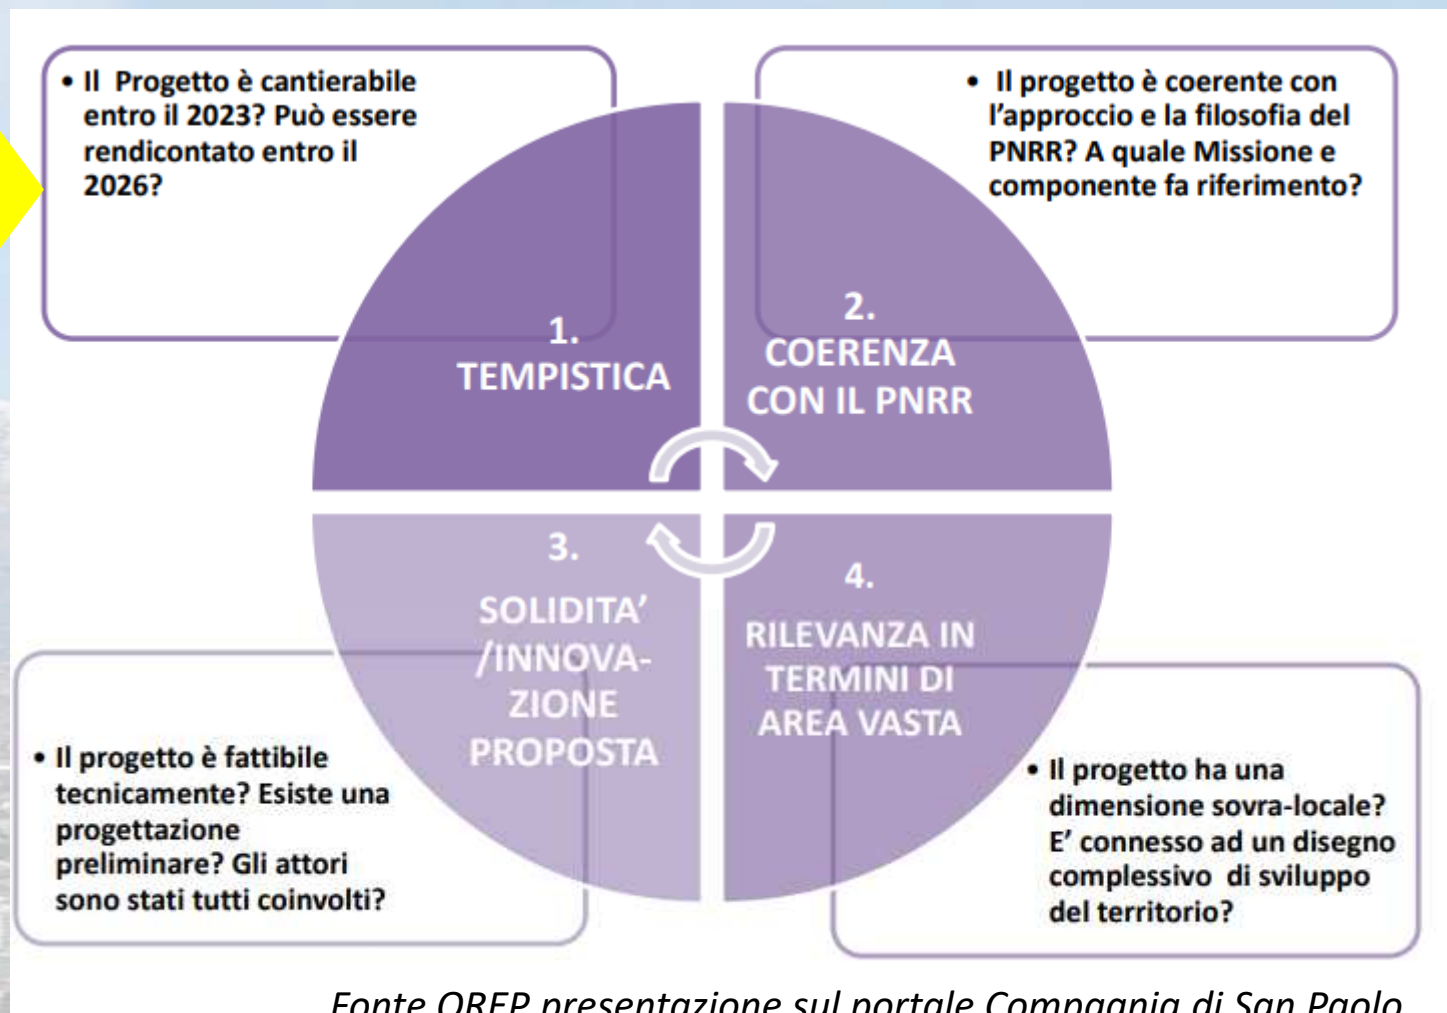 • Il Progetto è cantierabile
entro il 2023? Può essere
rendicontato entro il
2026?
• Il progetto è coerente con
l’approccio e la filosofia del
PNRR? A quale Missione e
componente fa riferimento?
1.
TEMPISTICA
2.
COERENZA
CON IL PNRR
3.
SOLIDITA’
/INNOVA-
ZIONE
PROPOSTA
4.
RILEVANZA IN
TERMINI DI
AREA VASTA
• Il progetto è fattibile
tecnicamente? Esiste una
progettazione
preliminare? Gli attori
sono stati tutti coinvolti?
• Il progetto ha una
dimensione sovra-locale?
E’ connesso ad un disegno
complessivo di sviluppo
del territorio?
Fonte OREP presentazione sul portale Compagnia di San Paolo